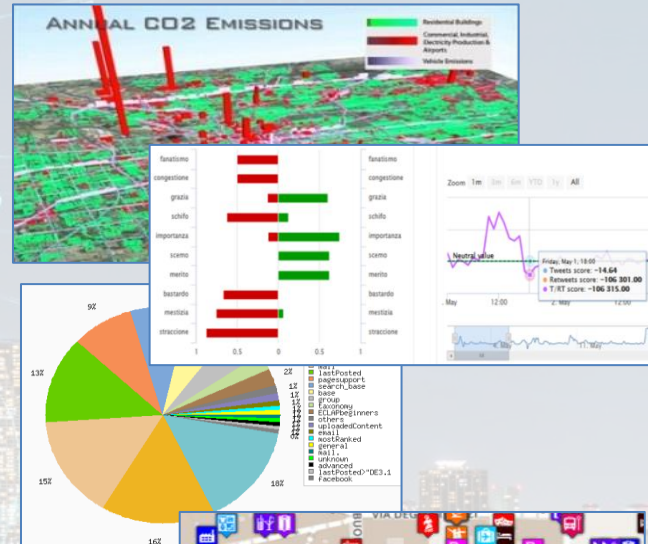 ANNUAL CO2 EMISSIONS
Residential Buildings
Commercial, Industrial,
Electricity Production &
Airports
Vehicle Emissions
fanatismo
congestione
grazia
schifo
importanza
scemo
merito
bastardo
mestizia
straccione
1 0.5 0 0.5 1
fanatismo
congestione
grazia
schifo
importanza
scemo
merito
bastardo
mestizia
straccione
Zoom 1m 3m 6m YTD 1y All
Neutral value
Friday, May 1, 18:00
Tweets score: -14.64
Retweets score: -106 301.00
T/RT score: -106 315.00
May 12:00 2. May 12:00
9%
13%
15%
16%
18%
2%
1%
1%
lastPosted
pagesupport
search_base
base
group
taxonomy
ECLAPbeginners
others
uploadedContent
email
mostRanked
general
mail.
unknown
advanced
lastPosted>"DE3.1
facebook